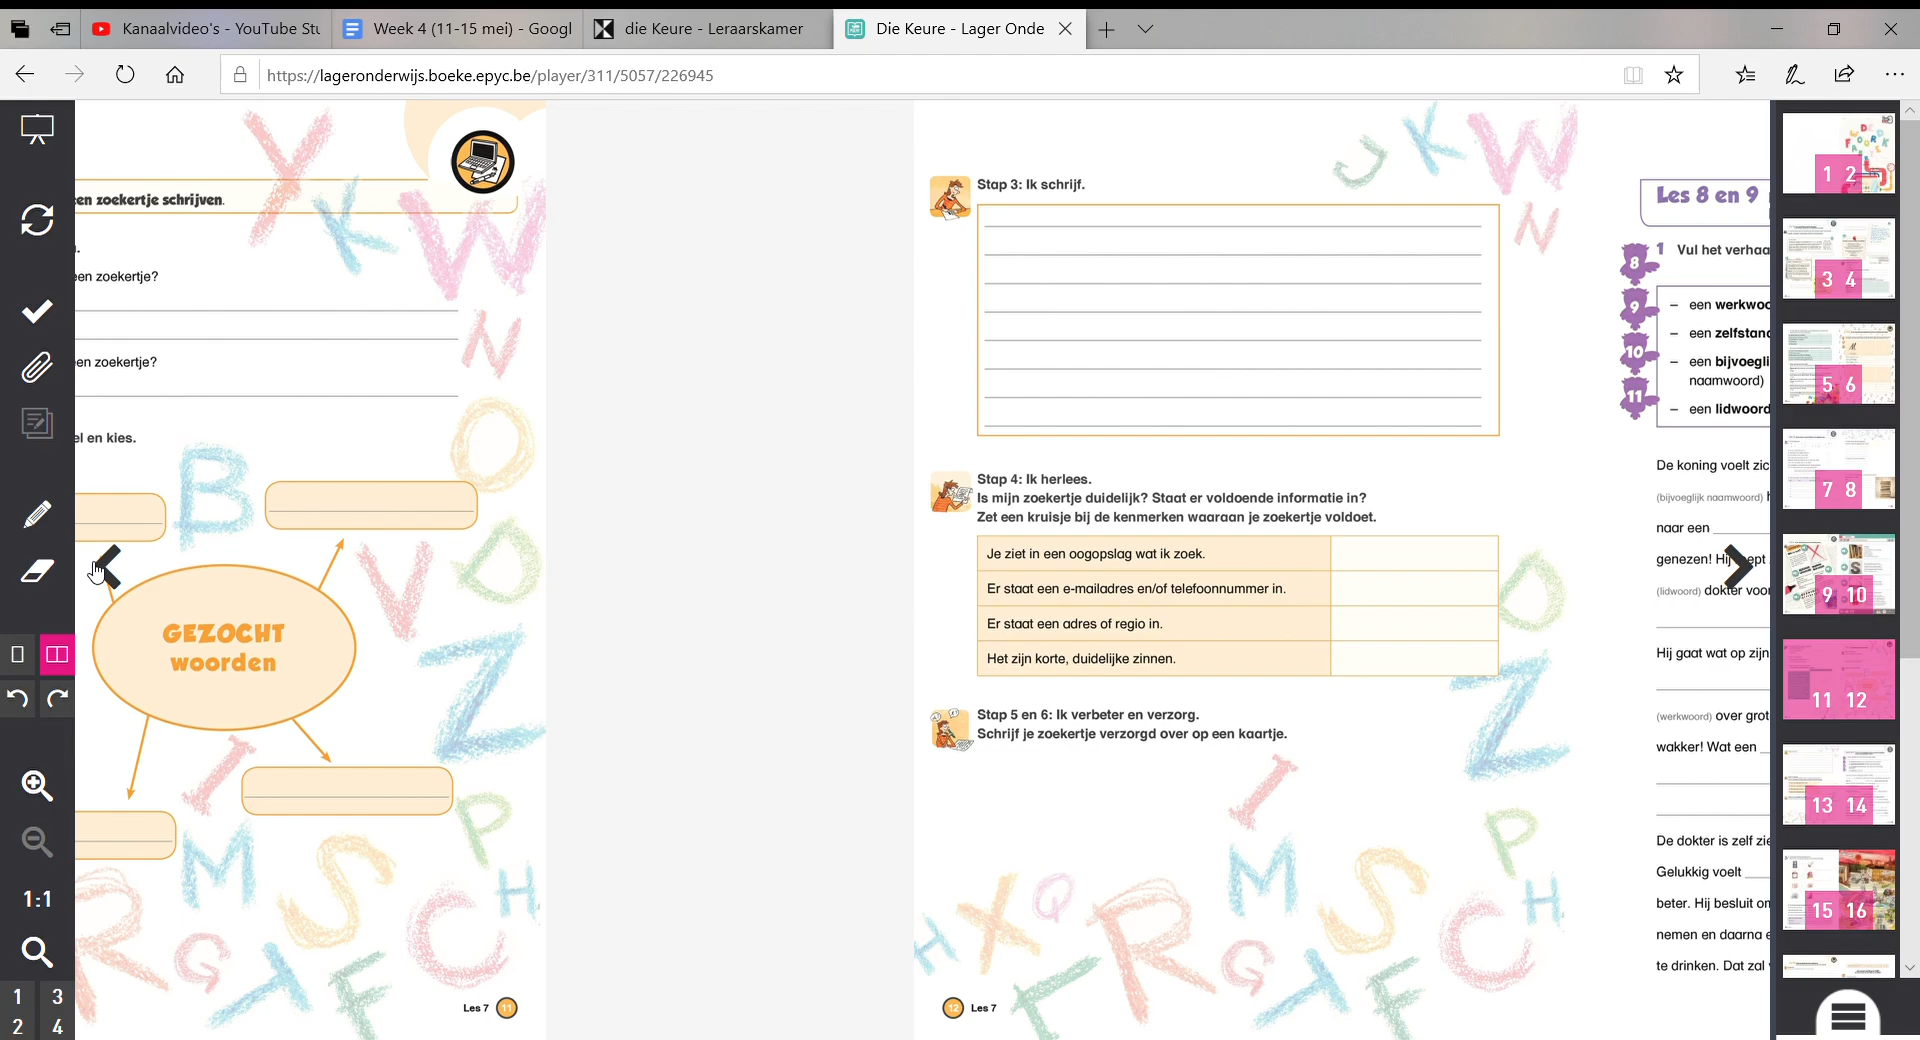 Kanaalvideo's - YouTube Stu
Week 4 (11-15 mei) - Googl
die Keure - Leraarskamer
Die Keure - Lager Onde
https://lageronderwijs.boeke.epyc.be/player/311/5057/226945
een zoekertje schrijven.
en zoekertje?
en zoekertje?
el en kies.
GEZOCHT
woorden
Les 7 11
Stap 3: Ik schrijf.
Stap 4: Ik herlees.
Is mijn zoekertje duidelijk? Staat er voldoende informatie in?
Zet een kruisje bij de kenmerken waaraan je zoekertje voldoet.
Je ziet in een oogopslag wat ik zoek.
Er staat een e-mailadres en/of telefoonnummer in.
Er staat een adres of regio in.
Het zijn korte, duidelijke zinnen.
Stap 5 en 6: Ik verbeter en verzorg.
Schrijf je zoekertje verzorgd over op een kaartje.
12 Les 7
Les 8 en 9
8
9
10
11
1 Vul het verhaa
– een werkwoo
– een zelfstand
– een bijvoegli
naamwoord)
– een lidwoord
De koning voelt zic
(bijvoeglijk naamwoord)
naar een
genezen! Hij
ept
(lidwoord) dokter voor
Hij gaat wat op zijn
(werkwoord) over grot
wakker! Wat een
De dokter is zelf zie
Gelukkig voelt
beter. Hij besluit on
nemen en daarna e
te drinken. Dat zal
1:1
1 3
2 4
1 2
3 4
5 6
7 8
9 10
11 12
13 14
15 16